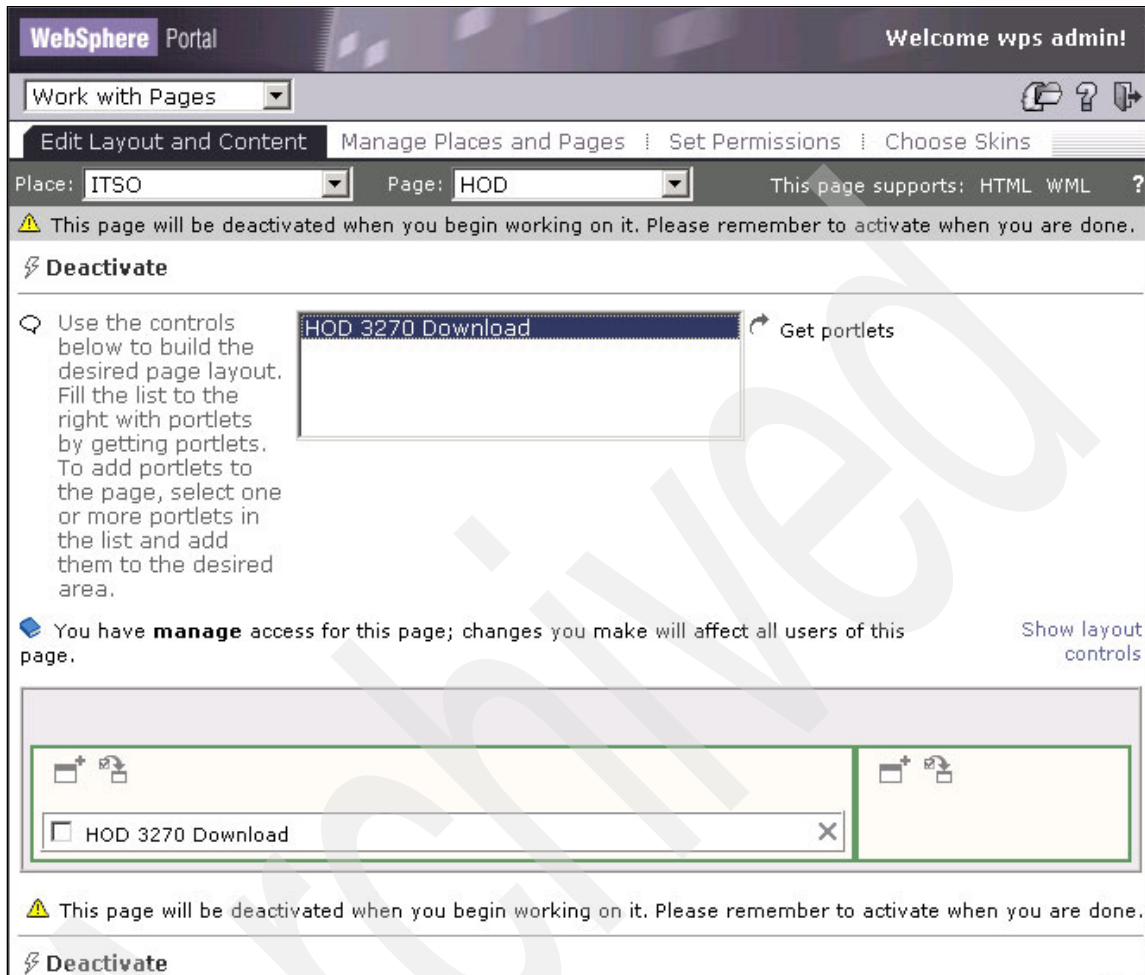 WebSphere Portal Welcome wps admin!
Work with Pages
Edit Layout and Content Manage Places and Pages Set Permissions Choose Skins
Place: ITSO Page: HOD This page supports: HTML WML ?
This page will be deactivated when you begin working on it. Please remember to activate when you are done.
Deactivate
Use the controls
below to build the
desired page layout.
Fill the list to the
right with portlets
by getting portlets.
To add portlets to
the page, select one
or more portlets in
the list and add
them to the desired
area.
HOD 3270 Download
Get portlets
You have manage access for this page; changes you make will affect all users of this
page.
Show layout
controls
HOD 3270 Download
This page will be deactivated when you begin working on it. Please remember to activate when you are done.
Deactivate
Archived